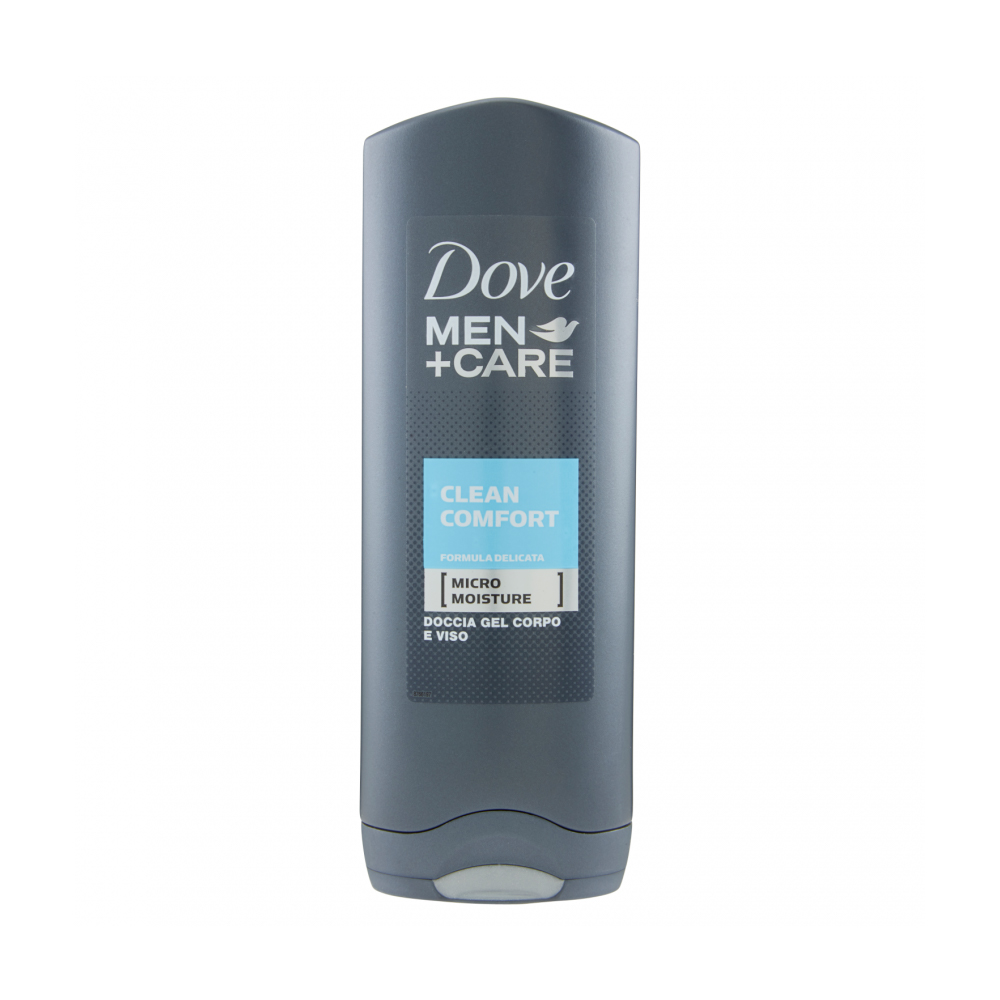 Dove
MEN
+CARE
CLEAN
COMFORT
FORMULA DELICATA
[ MICRO
MOISTURE ]
DOCCIA GEL CORPO
E VISO